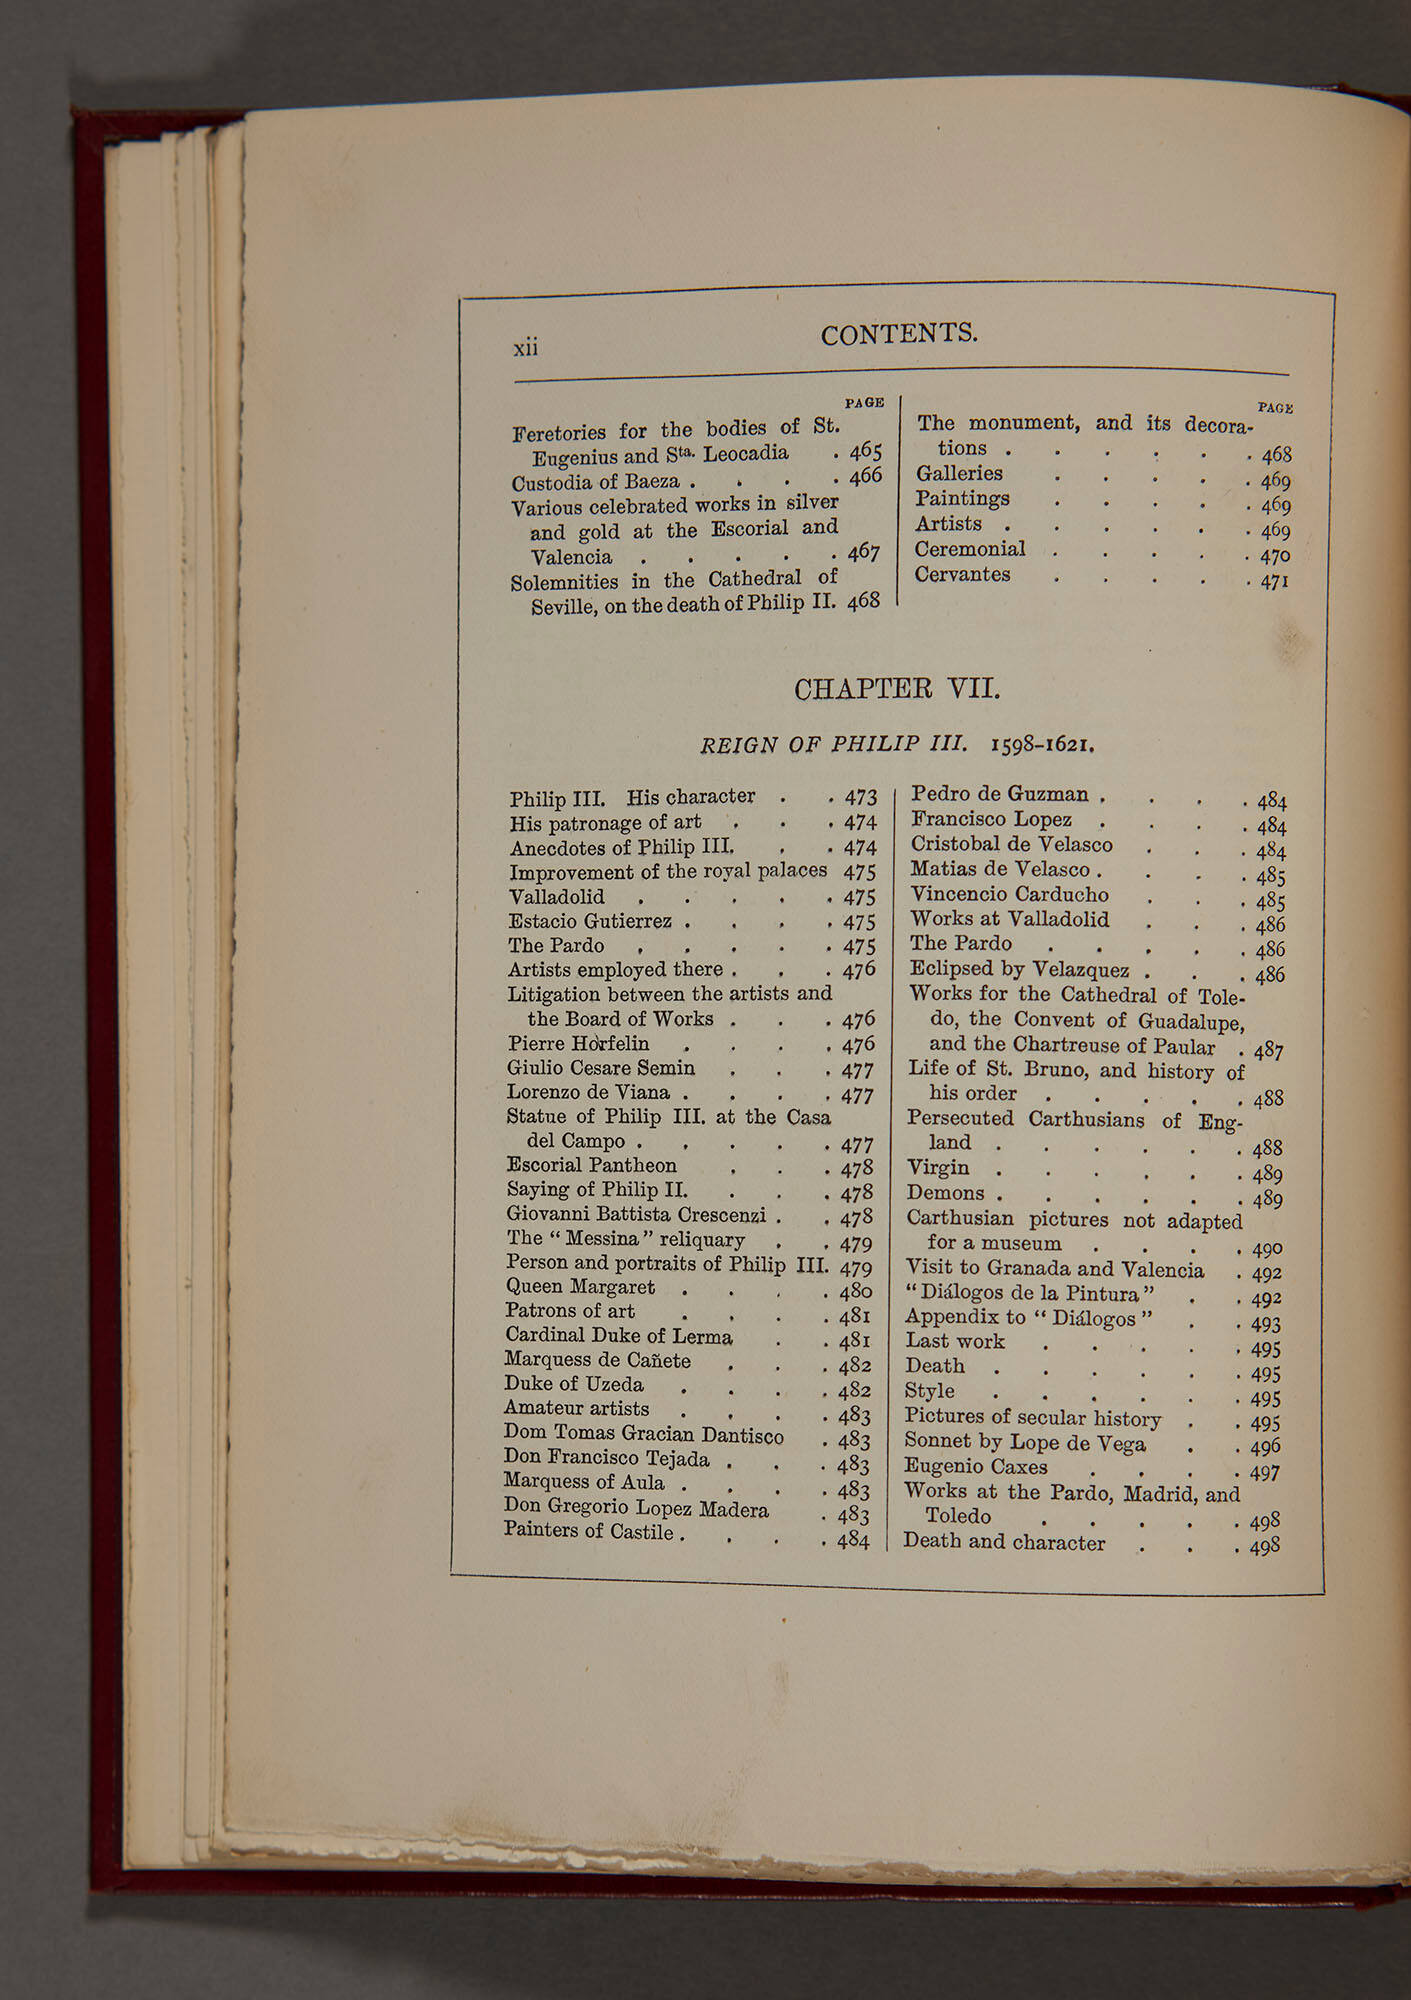 xii
CONTENTS.
PAGE
Feretories for the bodies of St.
Eugenius and Sta. Leocadia . 465
Custodia of Baeza . . . . 466
Various celebrated works in silver
and gold at the Escorial and
Valencia . . . . . 467
Solemnities in the Cathedral of
Seville, on the death of Philip II. 468
PAGE
The monument, and its decora-
tions . . . . . . 468
Galleries . . . . . 469
Paintings . . . . . 469
Artists . . . . . . 469
Ceremonial . . . . . 470
Cervantes . . . . . 471
CHAPTER VII.
REIGN OF PHILIP III. 1598-1621.
Philip III. His character . . 473
His patronage of art . . . 474
Anecdotes of Philip III. . . 474
Improvement of the royal palaces 475
Valladolid . . . . . 475
Estacio Gutierrez . . . . 475
The Pardo . . . . . 475
Artists employed there . . . 476
Litigation between the artists and
the Board of Works . . . 476
Pierre Horfelin . . . . 476
Giulio Cesare Semin . . . 477
Lorenzo de Viana . . . . 477
Statue of Philip III. at the Casa
del Campo . . . . . 477
Escorial Pantheon . . . 478
Saying of Philip II. . . . 478
Giovanni Battista Crescenzi . . 478
The "Messina" reliquary . . 479
Person and portraits of Philip III. 479
Queen Margaret . . . . 480
Patrons of art . . . . 481
Cardinal Duke of Lerma . . 481
Marquess de Cañete . . . 482
Duke of Uzeda . . . . 482
Amateur artists . . . . 483
Dom Tomas Gracian Dantisco . 483
Don Francisco Tejada . . . 483
Marquess of Aula . . . . 483
Don Gregorio Lopez Madera . 483
Painters of Castile . . . . 484
Pedro de Guzman . . . . 484
Francisco Lopez . . . . 484
Cristobal de Velasco . . . 484
Matias de Velasco . . . . 485
Vincencio Carducho . . . 485
Works at Valladolid . . . 486
The Pardo . . . . . 486
Eclipsed by Velazquez . . . 486
Works for the Cathedral of Tole-
do, the Convent of Guadalupe,
and the Chartreuse of Paular . 487
Life of St. Bruno, and history of
his order . . . . . 488
Persecuted Carthusians of Eng-
land . . . . . . 488
Virgin . . . . . . 489
Demons . . . . . . 489
Carthusian pictures not adapted
for a museum . . . . 490
Visit to Granada and Valencia . 492
"Diálogos de la Pintura" . . 492
Appendix to "Diálogos" . . 493
Last work . . . . . 495
Death . . . . . . 495
Style . . . . . . 495
Pictures of secular history . . 495
Sonnet by Lope de Vega . . 496
Eugenio Caxes . . . . 497
Works at the Pardo, Madrid, and
Toledo . . . . . 498
Death and character . . . 498